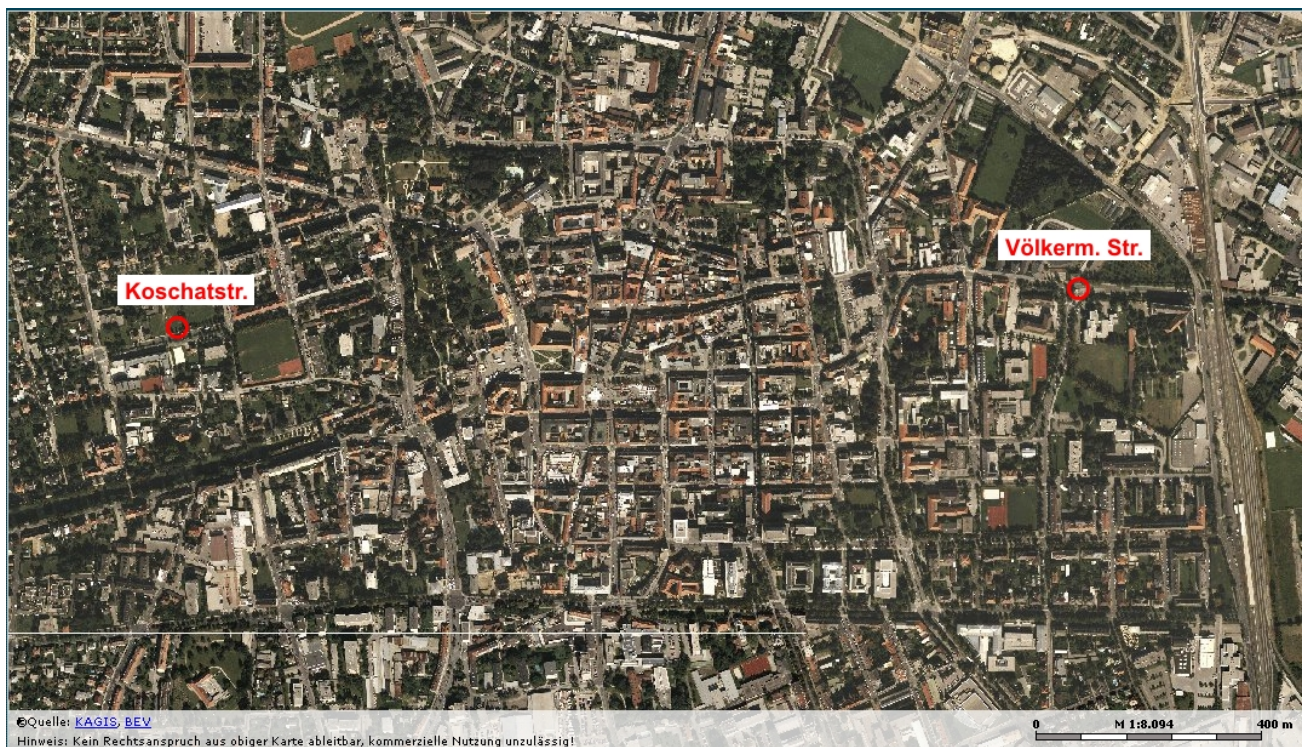 Völkerm. Str.
Koschatstr.
©Quelle: KAGIS, BEV
0 M 1:8.094 400 m
Hinweis: Kein Rechtsanspruch aus obiger Karte ableitbar, kommerzielle Nutzung unzulässig!